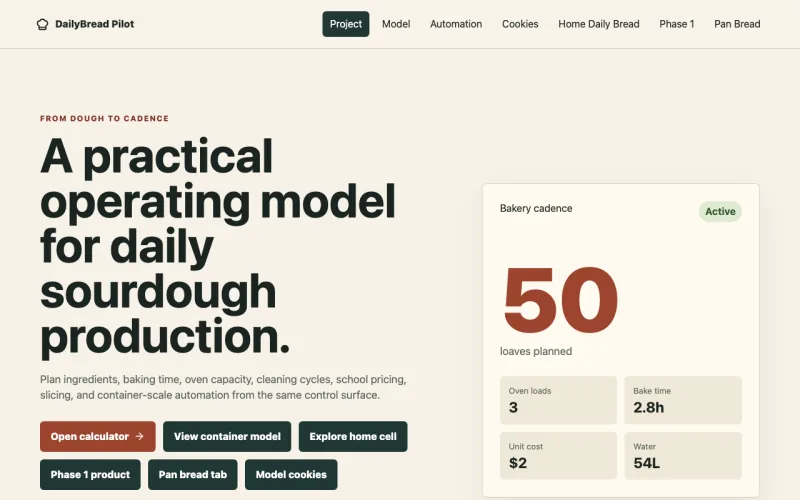 DailyBread Pilot
Project
Model
Automation
Cookies
Home Daily Bread
Phase 1
Pan Bread
FROM DOUGH TO CADENCE
A practical
operating model
for daily
sourdough
production.
Plan ingredients, baking time, oven capacity, cleaning cycles, school pricing,
slicing, and container-scale automation from the same control surface.
Open calculator →
View container model
Explore home cell
Phase 1 product
Pan bread tab
Model cookies
Bakery cadence
Active
50
loaves planned
Oven loads
3
Bake time
2.8h
Unit cost
$2
Water
54L